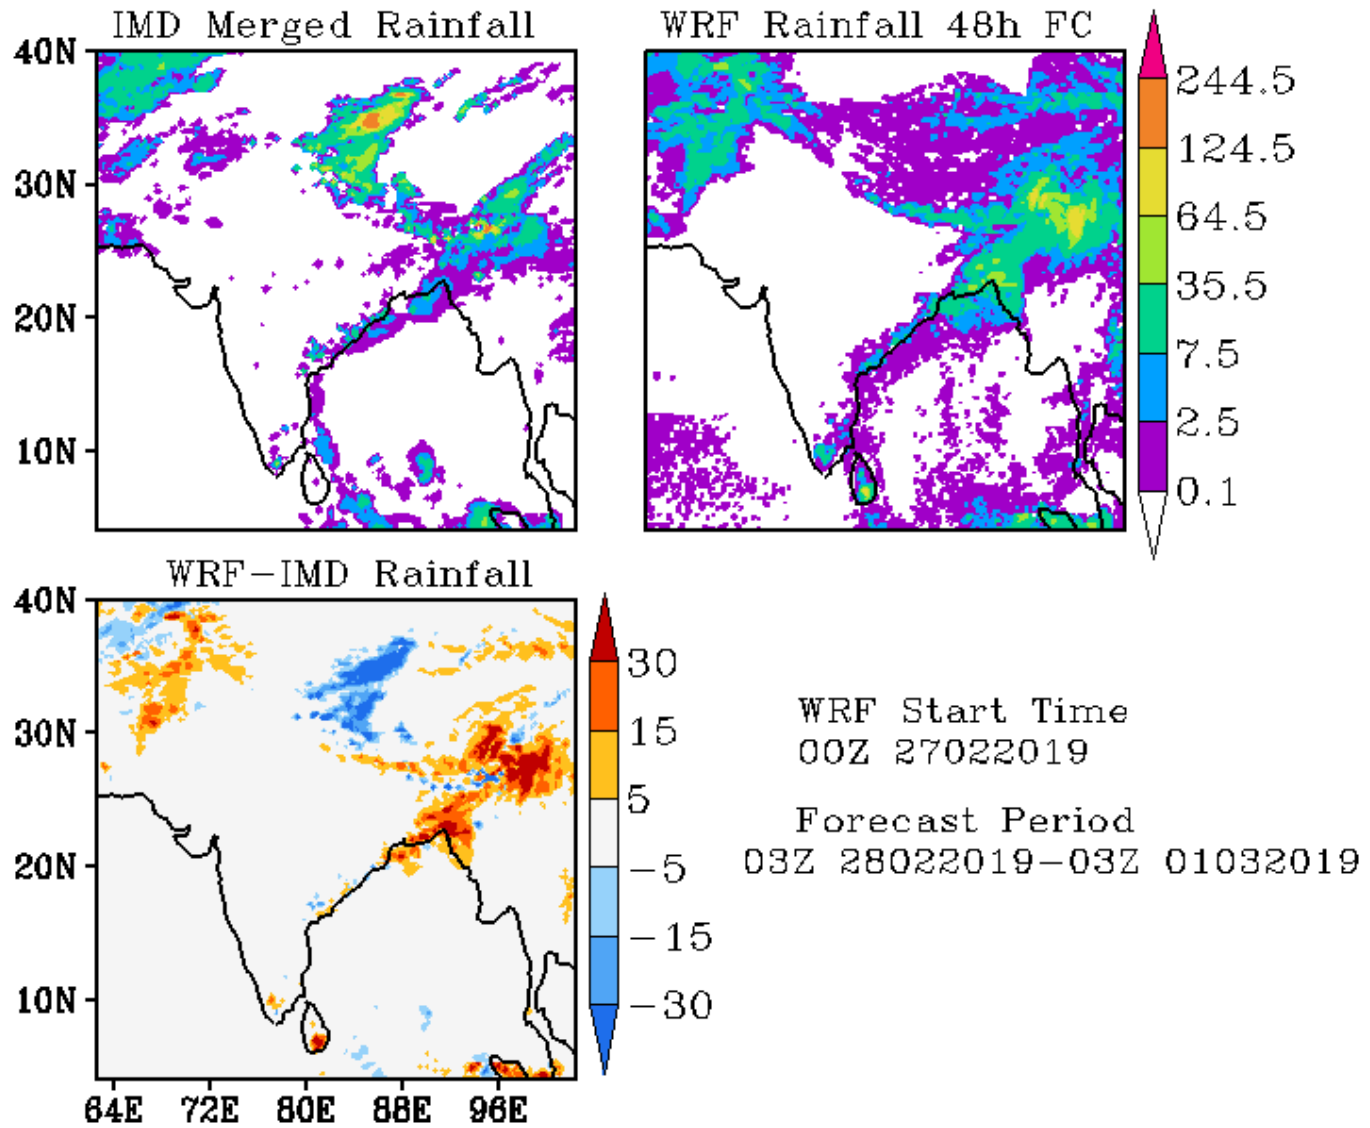 IMD Merged Rainfall
WRF Rainfall 48h FC
40N
30N
20N
10N
244.5
124.5
64.5
35.5
7.5
2.5
0.1
WRF-IMD Rainfall
40N
30N
20N
10N
64E 72E 80E 88E 96E
30
15
5
-5
-15
-30
WRF Start Time
00Z 27022019
Forecast Period
03Z 28022019-03Z 01032019